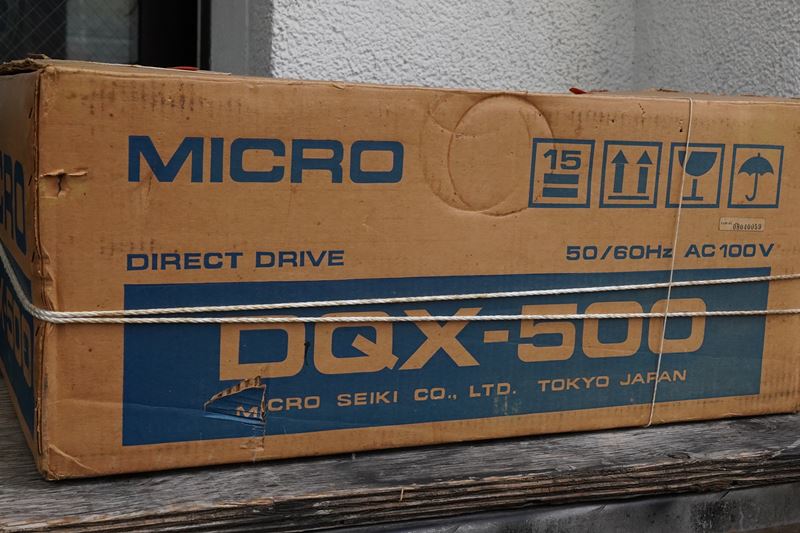 MICRO
15
DIRECT DRIVE
50/60Hz AC100V
DQX-500
MICRO SEIKI CO., LTD. TOKYO JAPAN